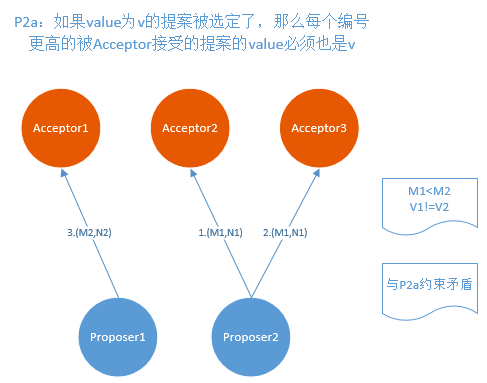 P2a：如果value为v的提案被选定了，那么每个编号
更高的被Acceptor接受的提案的value必须也是v
Acceptor1
Acceptor2
Acceptor3
3.(M2,N2)
1.(M1,N1)
2.(M1,N1)
M1<M2
V1!=V2
与P2a约束矛盾
Proposer1
Proposer2